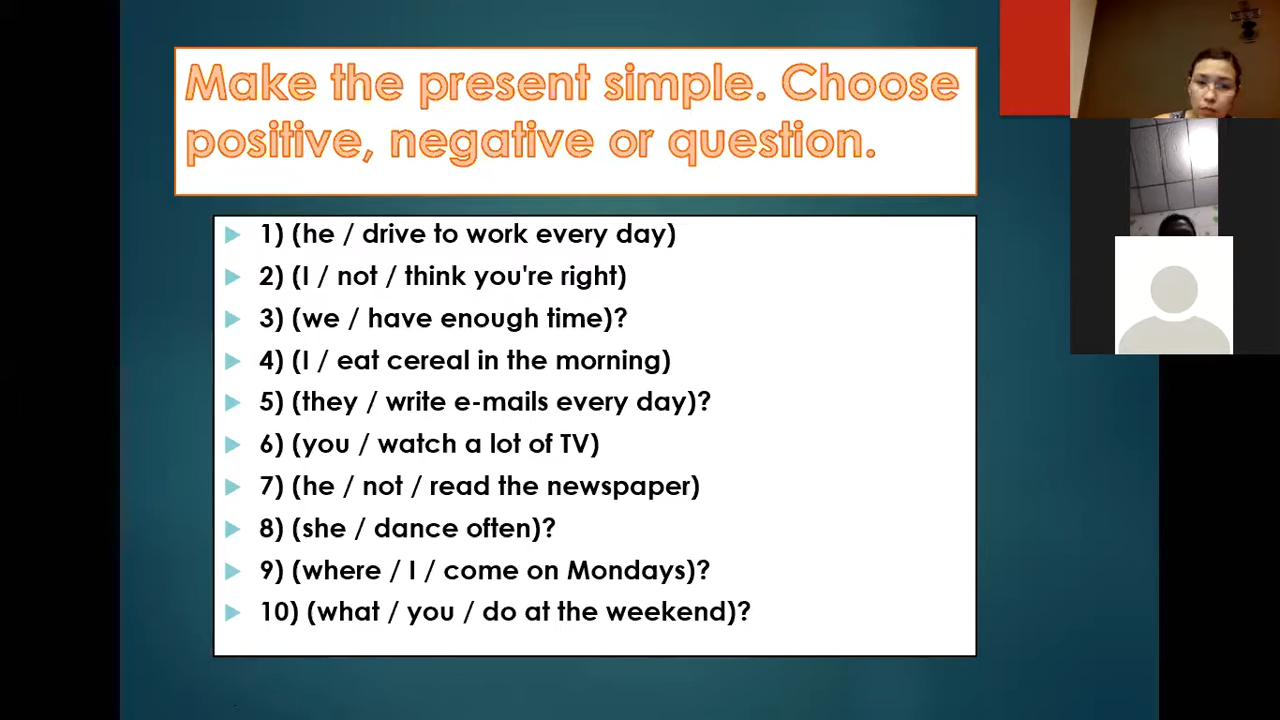 Make the present simple. Choose
positive, negative or question.
1) (he / drive to work every day)
2) (I / not / think you're right)
3) (we / have enough time)?
4) (I / eat cereal in the morning)
5) (they / write e-mails every day)?
6) (you / watch a lot of TV)
7) (he / not / read the newspaper)
8) (she / dance often)?
9) (where / I / come on Mondays)?
10) (what / you / do at the weekend)?